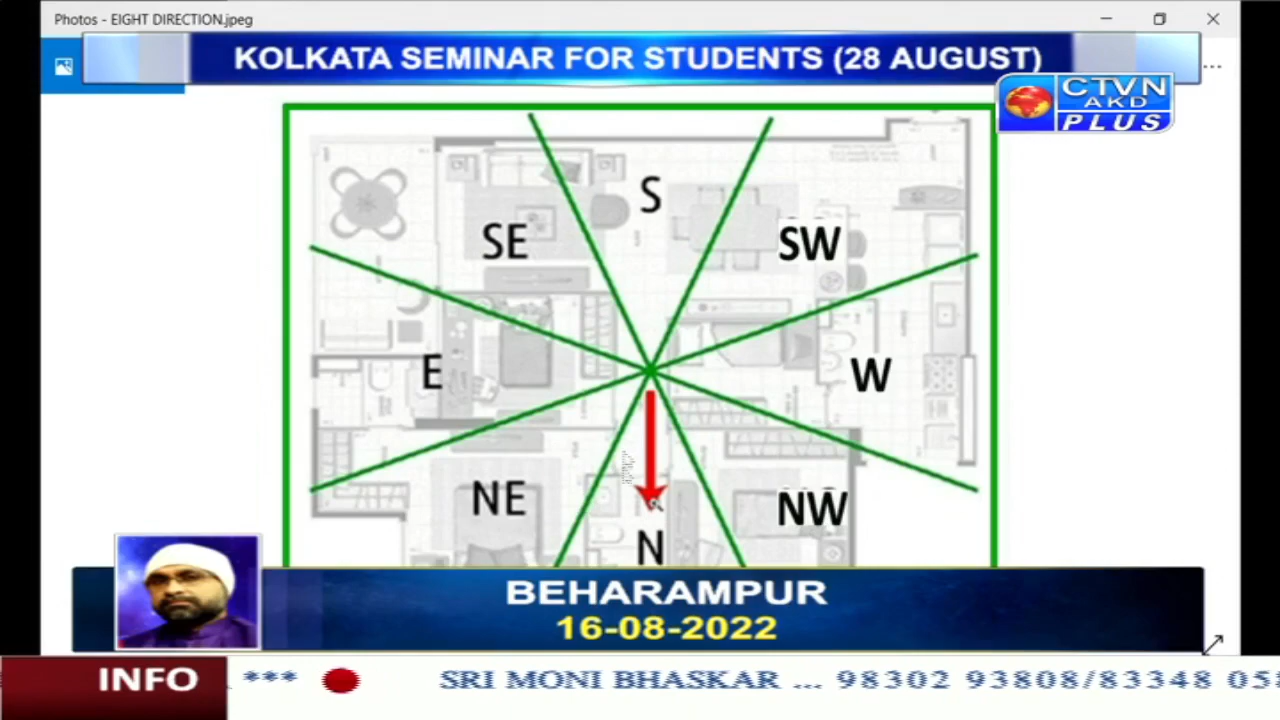 Photos - EIGHT DIRECTION.jpeg
KOLKATA SEMINAR FOR STUDENTS (28 AUGUST)
CTVN
AKD
PLUS
S
SE
SW
E
W
NE
NW
N
BEHARAMPUR
16-08-2022
INFO
*** SRI MONI BHASKAR ... 98302 93808/83348 058